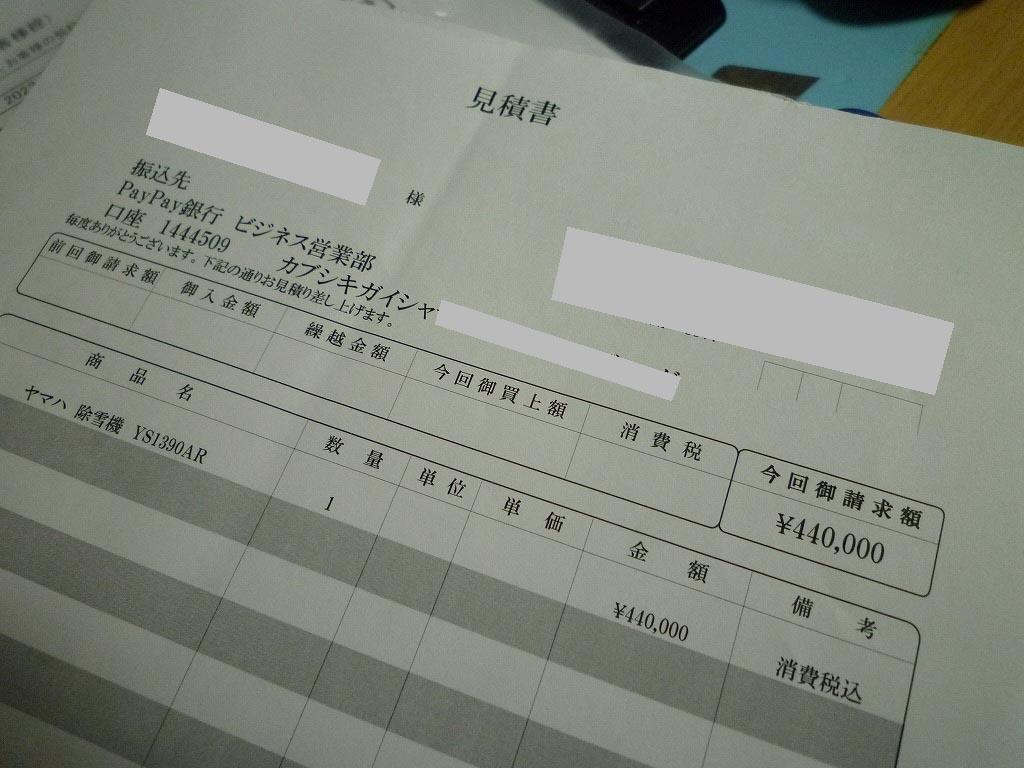 見積書
様
振込先
PayPay銀行 ビジネス営業部
口座 1444509 カブシキガイシャ
毎度ありがとうございます。下記の通りお見積り差し上げます。
前回御請求額 御入金額 繰越金額 今回御買上額 消費税 今回御請求額
¥440,000
商品名 数量 単位 単価 金額 備考
ヤマハ 除雪機 YS1390AR 1 ¥440,000 消費税込